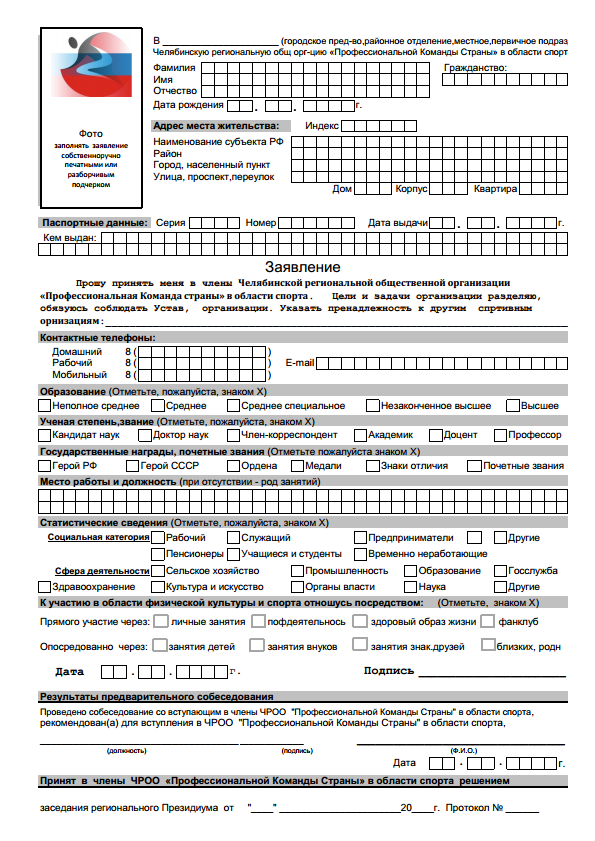 В ________________________ (городское пред-во,районное отделение,местное,первичное подраз
Челябинскую региональную общ орг-цию «Профессиональной Команды Страны» в области спорт
Фамилия
Гражданство:
Имя
Отчество
Дата рождения . . г.
Фото
заполнять заявление
собственноручно
печатными или
разборчивым
подчерком
Адрес места жительства: Индекс
Наименование субъекта РФ
Район
Город, населенный пункт
Улица, проспект,переулок
Дом Корпус Квартира
Паспортные данные: Серия Номер Дата выдачи . . г.
Кем выдан:
Заявление
Прошу принять меня в члены Челябинской региональной общественной организации
«Профессиональная Команда страны» в области спорта. Цели и задачи организации разделяю,
обязуюсь соблюдать Устав, организации. Указать пренадлежность к другим спртивным
орнизациям:
Контактные телефоны:
Домашний 8 ( )
Рабочий 8 ( ) E-mail
Мобильный 8 ( )
Образование (Отметьте, пожалуйста, знаком X)
Неполное среднее Среднее Среднее специальное Незаконченное высшее Высшее
Ученая степень,звание (Отметьте, пожалуйста, знаком X)
Кандидат наук Доктор наук Член-корреспондент Академик Доцент Профессор
Государственные награды, почетные звания (Отметьте, пожалуйста, знаком X)
Герой РФ Герой СССР Ордена Медали Знаки отличия Почетные звания
Место работы и должность (при отсутствии - род занятий)
Статистические сведения (Отметьте, пожалуйста, знаком X)
Социальная категория Рабочий Служащий Предприниматели Другие
Пенсионеры Учащиеся и студенты Временно неработающие
Сфера деятельности Сельское хозяйство Промышленность Образование Госслужба
Здравоохранение Культура и искусство Органы власти Наука Другие
К участию в области физической культуры и спорта отношусь посредством: (Отметьте, знаком X)
Прямого участие через: личные занятия пофдеятельнось здоровый образ жизни фанклуб
Опосредованно через: занятия детей занятия внуков занятия знак.друзей близких, родн
Дата . . г. Подпись ____________________
Результаты предварительного собеседования
Проведено собеседование со вступающим в члены ЧРОО "Профессиональной Команды Страны" в области спорта,
рекомендован(а) для вступления в ЧРОО "Профессиональной Команды Страны" в области спорта,
(должность) (подпись) (Ф.И.О.)
Дата . . г.
Принят в члены ЧРОО «Профессиональной Команды Страны» в области спорта решением
заседания регионального Президиума от "____" ______________________20____г. Протокол № ______